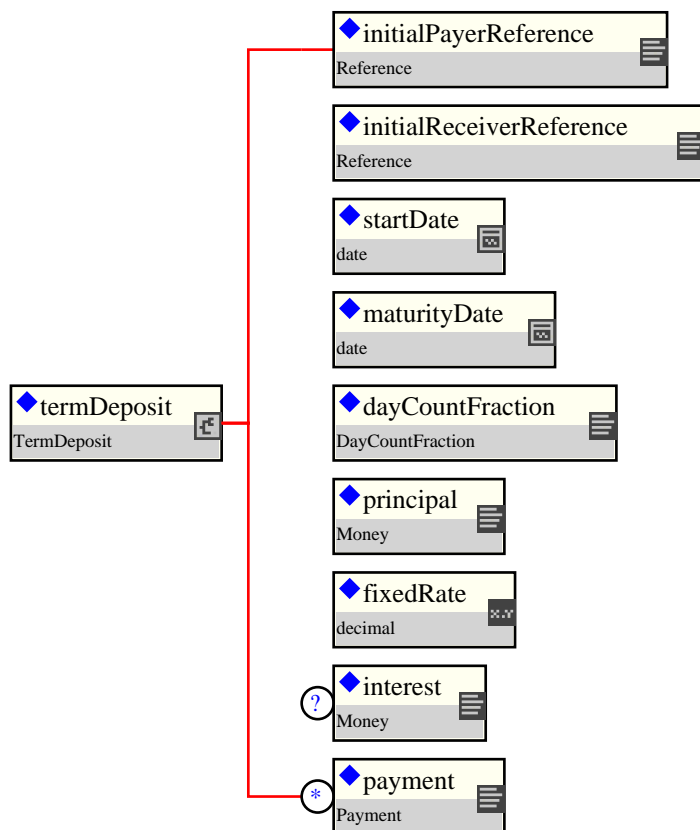 initialPayerReference
Reference
initialReceiverReference
Reference
startDate
date
maturityDate
date
termDeposit
TermDeposit
dayCountFraction
DayCountFraction
principal
Money
fixedRate
x.y
decimal
?
interest
Money
*
payment
Payment